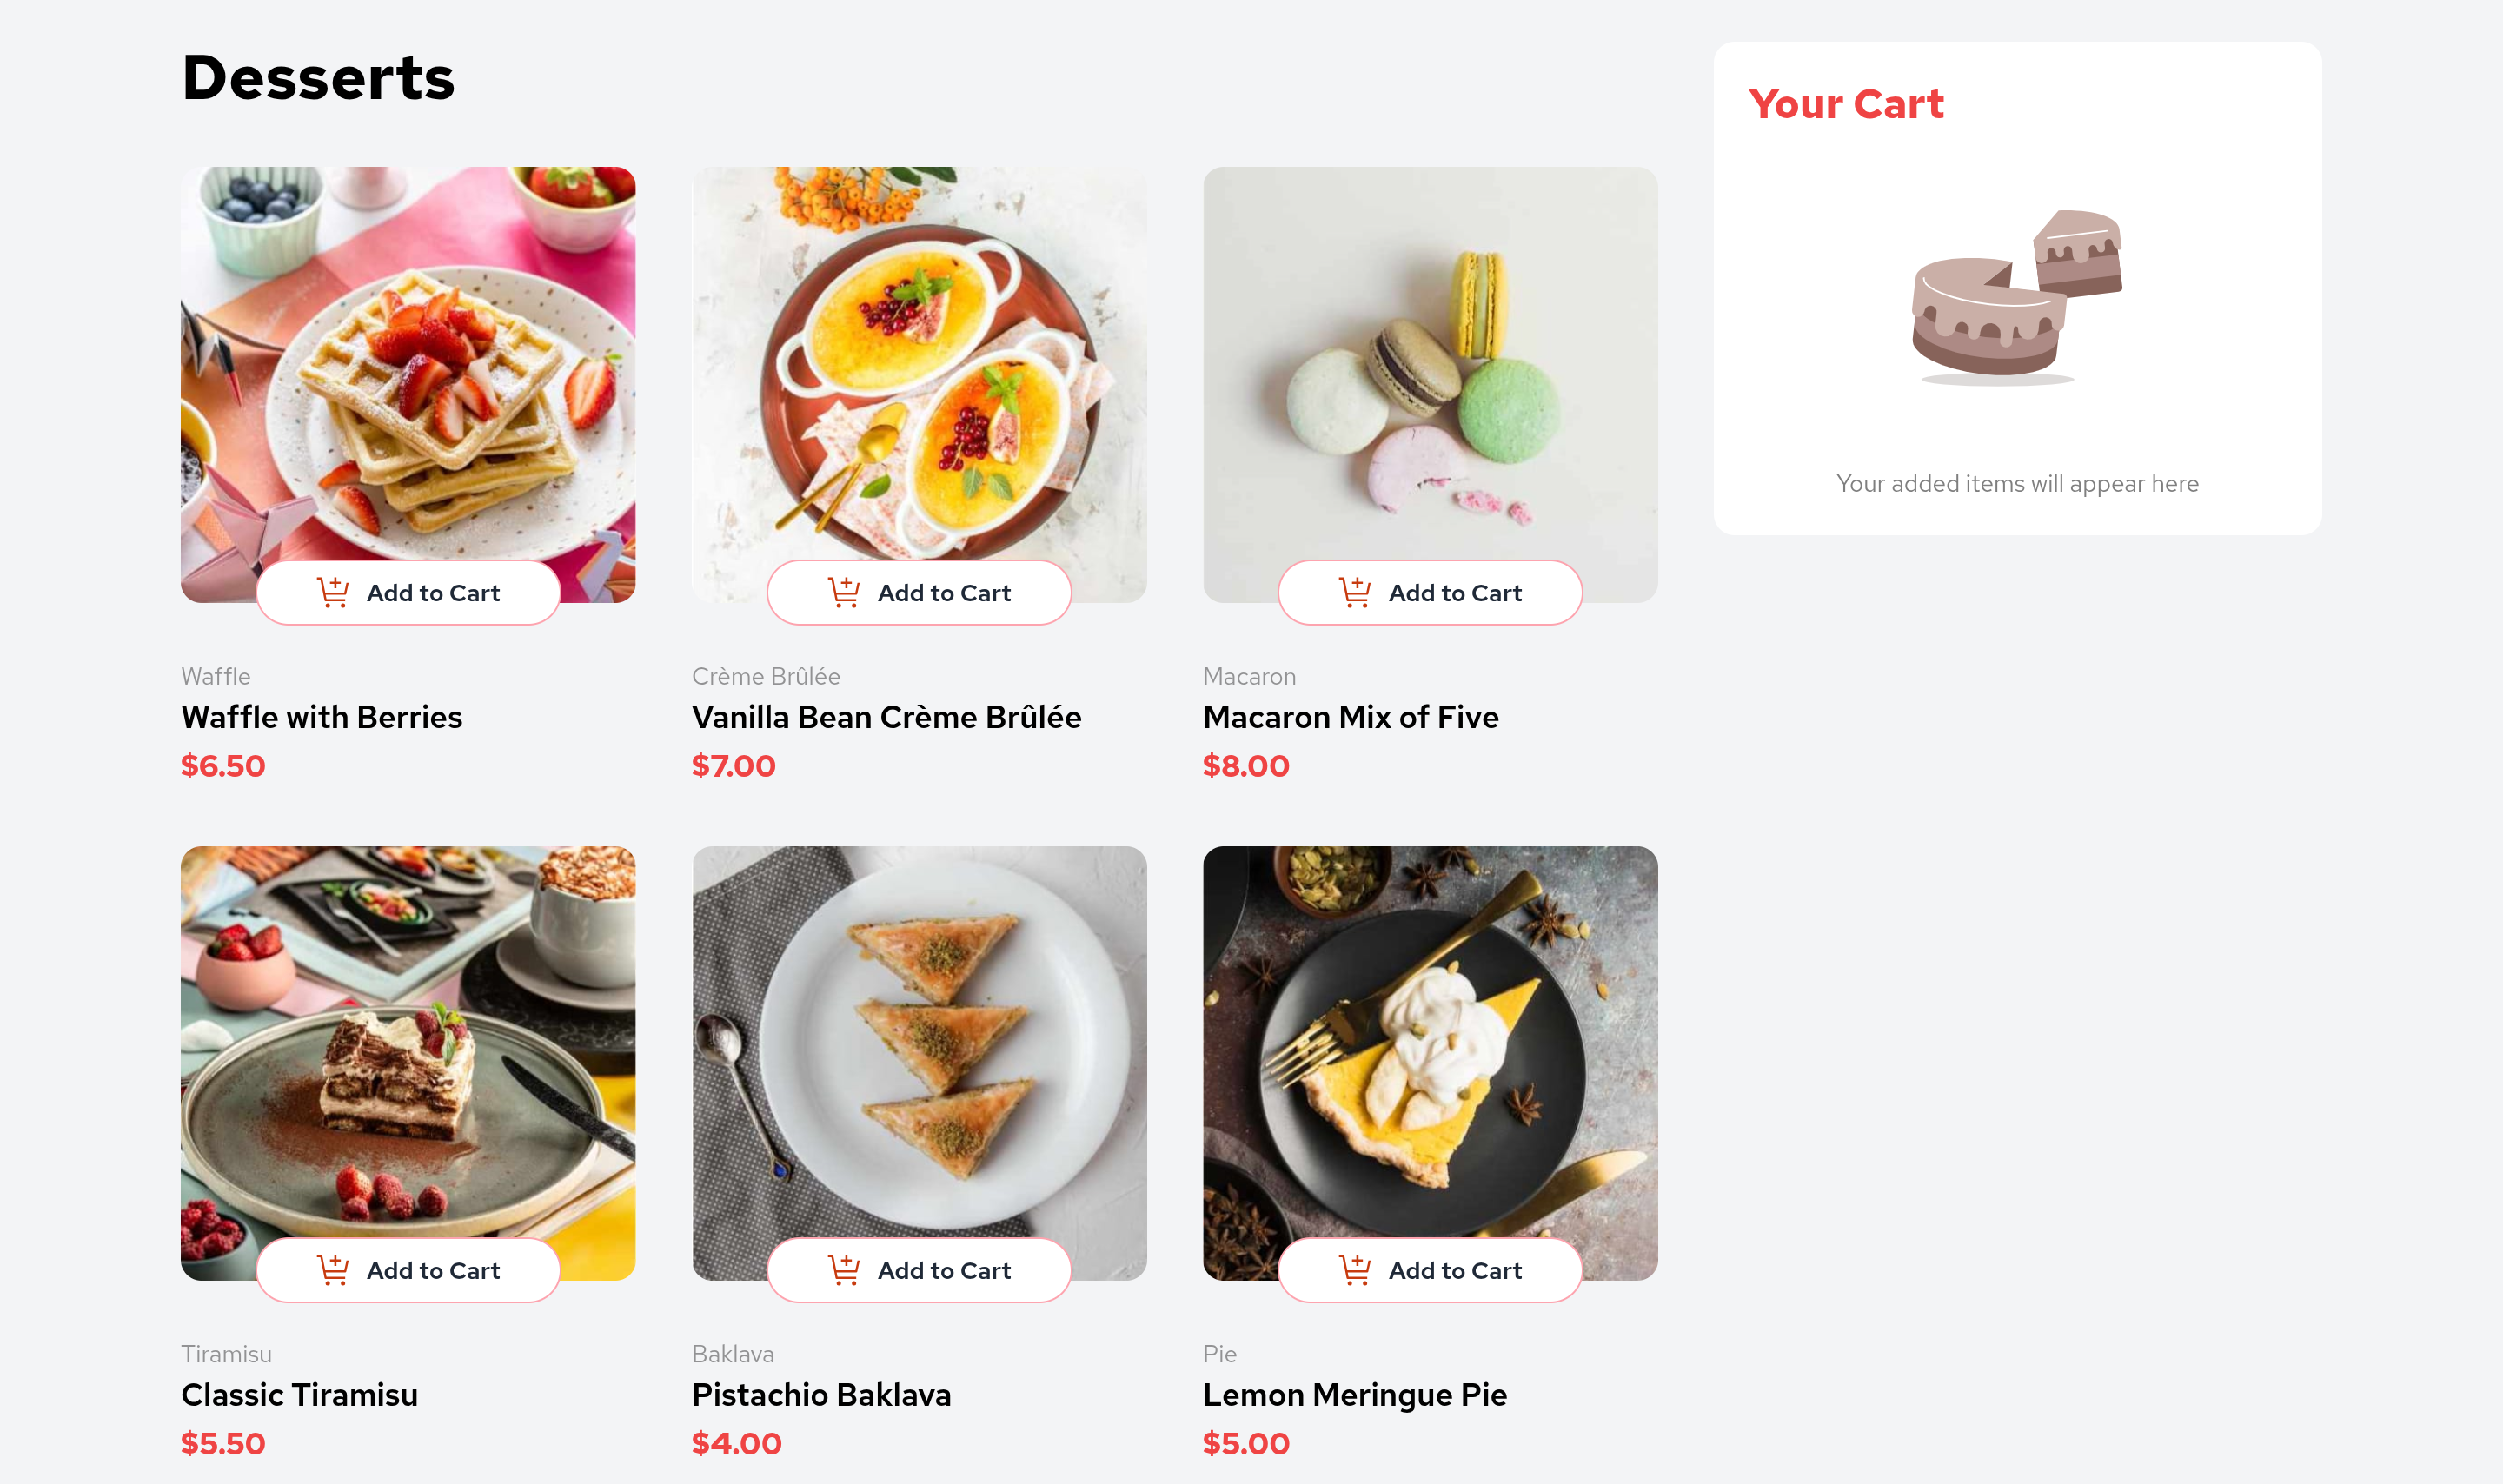 Desserts
Add to Cart
Waffle
Waffle with Berries
$6.50
Add to Cart
Crème Brûlée
Vanilla Bean Crème Brûlée
$7.00
Add to Cart
Macaron
Macaron Mix of Five
$8.00
Add to Cart
Tiramisu
Classic Tiramisu
$5.50
Add to Cart
Baklava
Pistachio Baklava
$4.00
Add to Cart
Pie
Lemon Meringue Pie
$5.00
Your Cart
Your added items will appear here